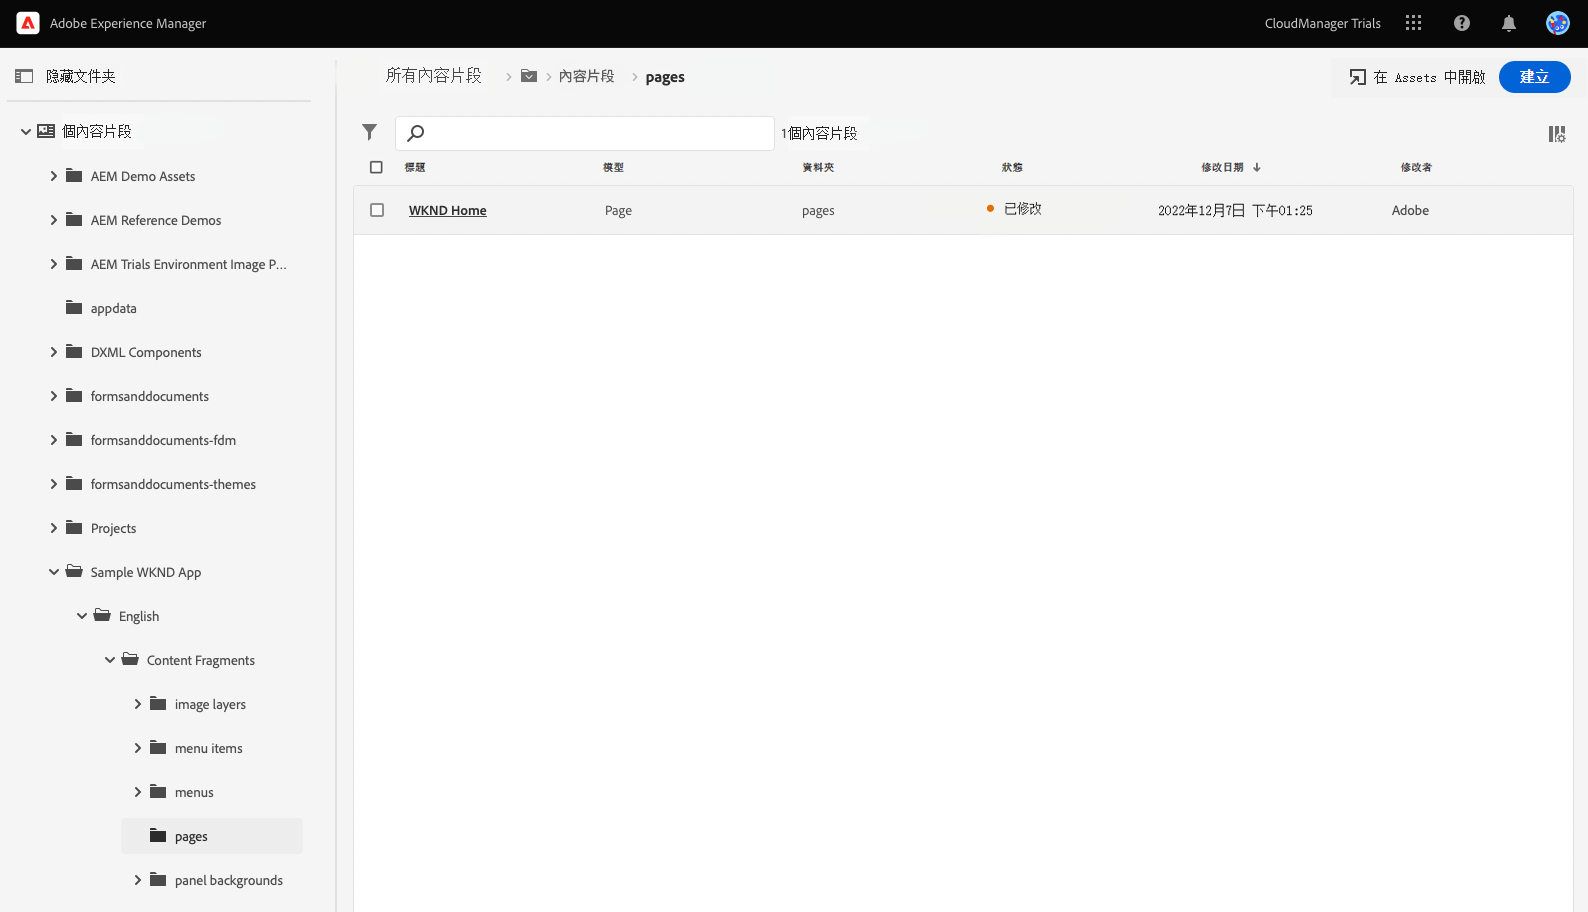 Adobe Experience Manager
CloudManager Trials
隐藏文件夹
所有內容片段
內容片段
pages
在 Assets 中開啟
建立
個內容片段
1個內容片段
標題
模型
資料夾
狀態
修改日期
修改者
WKND Home
Page
pages
已修改
2022年12月7日 下午01:25
Adobe
AEM Demo Assets
AEM Reference Demos
AEM Trials Environment Image P...
appdata
DXML Components
formsanddocuments
formsanddocuments-fdm
formsanddocuments-themes
Projects
Sample WKND App
English
Content Fragments
image layers
menu items
menus
pages
panel backgrounds